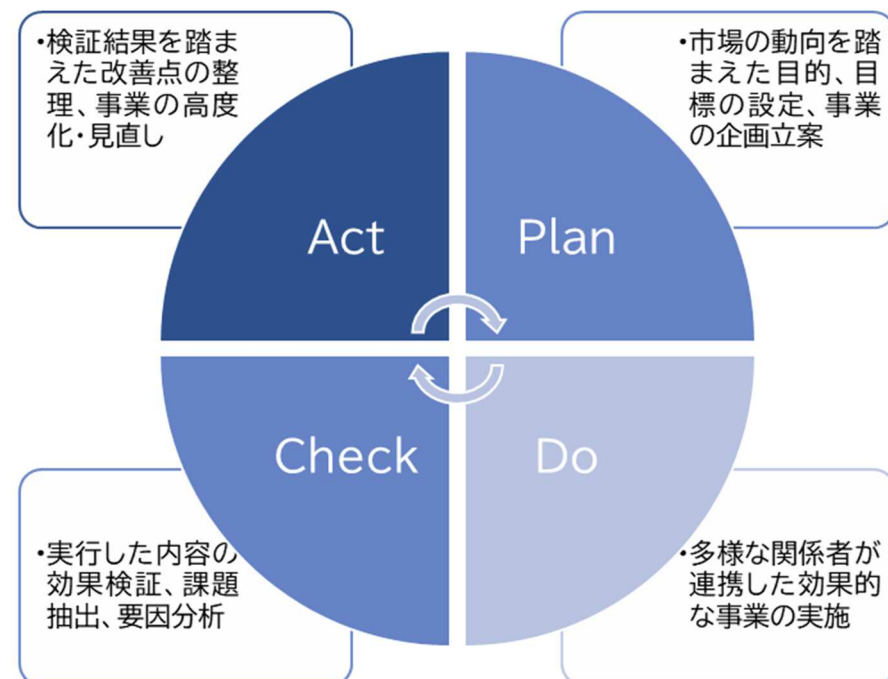 ・検証結果を踏ま
えた改善点の整
理、事業の高度
化・見直し
・市場の動向を踏
まえた目的、目
標の設定、事業
の企画立案
Act
Plan
Check
Do
・実行した内容の
効果検証、課題
抽出、要因分析
・多様な関係者が
連携した効果的
な事業の実施